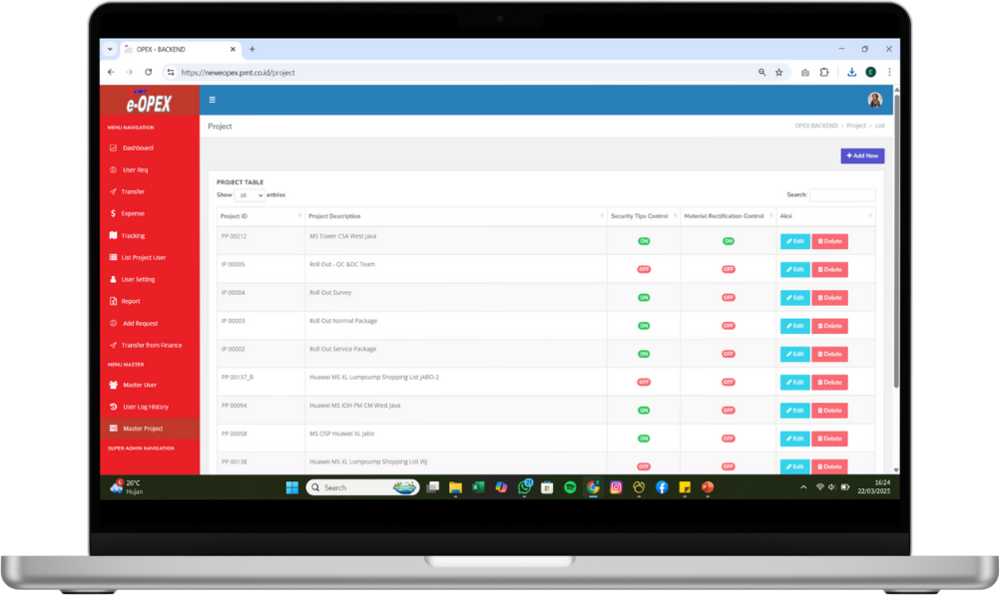 OPEX - BACKEND
https://neweopex.pmt.co.id/project
E
e-OPEX
MENU NAVIGATION
Dashboard
User Req
Transfer
Expense
Tracking
List Project User
User Setting
Report
Add Request
Transfer from Finance
MENU MASTER
Master User
User Log History
Master Project
SUPER ADMIN NAVIGATION
Project
OPEX BACKEND > Project > List
+ Add New
PROJECT TABLE
Show 10 entries
Search:
Project ID Project Description Security Tips Control Material Rectification Control Aksi
PP 00212 MS Tower CSA West Java ON ON Edit Delete
IP 00005 Roll Out - QC &DC Team OFF OFF Edit Delete
IP 00004 Roll Out Survey ON OFF Edit Delete
IP 00003 Roll Out Normal Package ON OFF Edit Delete
IP 00002 Roll Out Service Package ON OFF Edit Delete
PP 00137_B Huawei MS XL Lumpsump Shopping List JABO-2 OFF OFF Edit Delete
PP 00094 Huawei MS IOH PM CM West Java ON OFF Edit Delete
PP 00058 MS OSP Huawei XL Jabo ON OFF Edit Delete
PP 00138 Huawei MS XL Lumpsump Shopping List WJ OFF OFF Edit Delete
26°C
Hujan
Search
16:24
22/03/2025